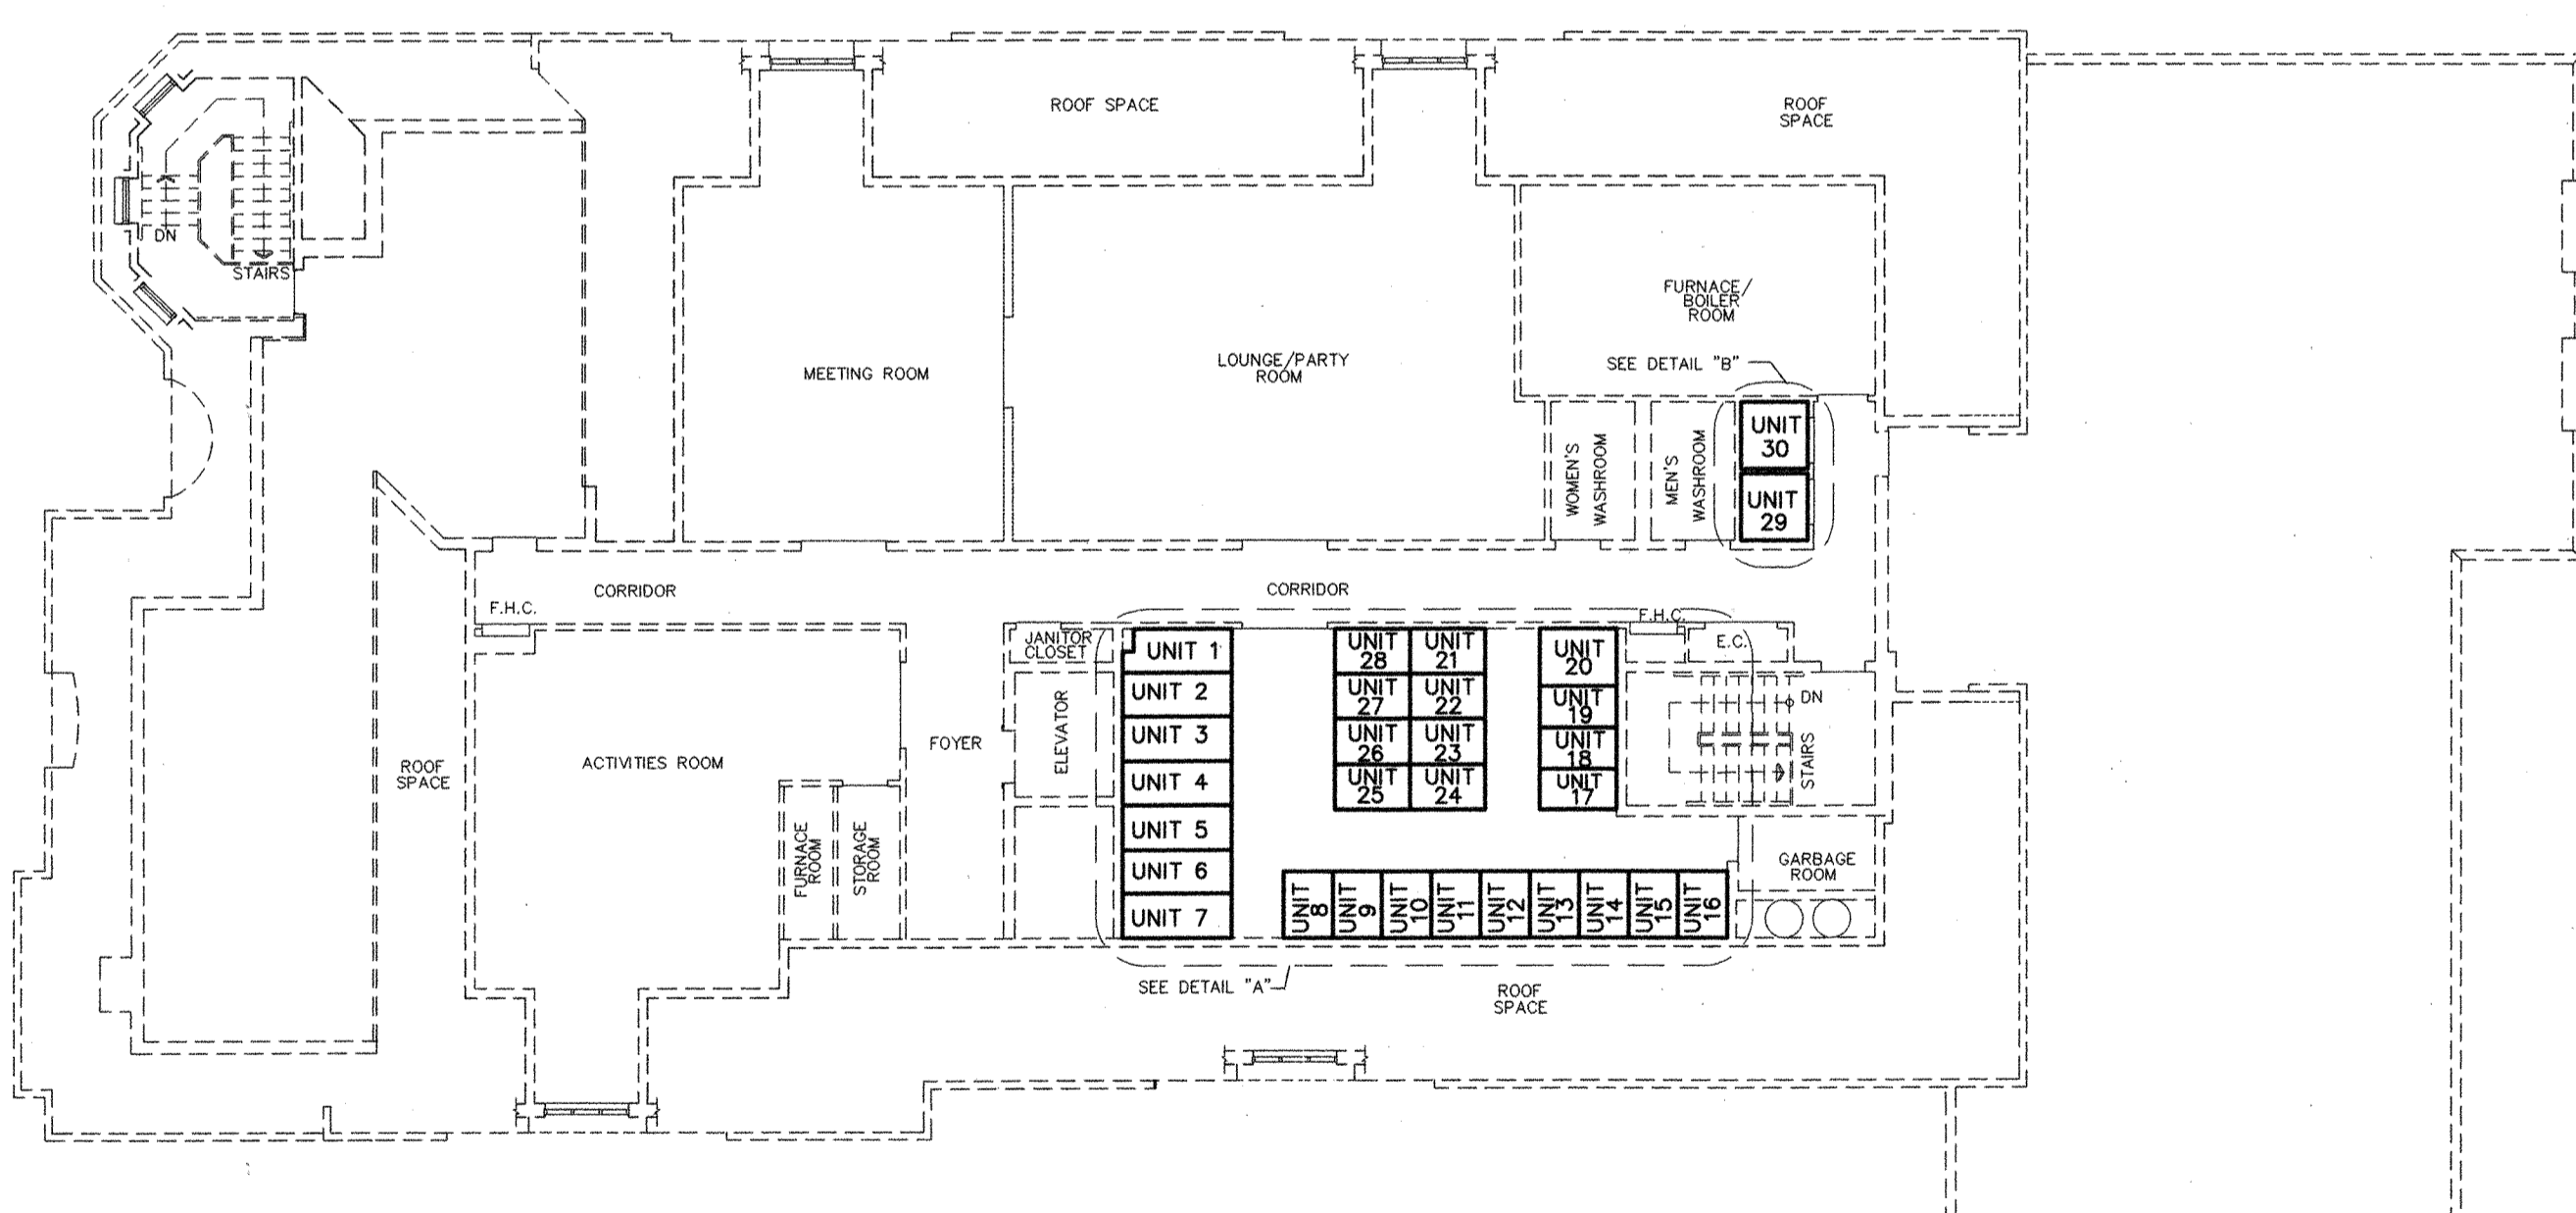 ROOF SPACE
ROOF
SPACE
DN
STAIRS
FURNACE/
BOILER
ROOM
MEETING ROOM
LOUNGE/PARTY
ROOM
SEE DETAIL "B"
WOMEN'S
WASHROOM
MEN'S
WASHROOM
UNIT
30
UNIT
29
CORRIDOR
CORRIDOR
F.H.C.
F.H.C.
E.C.
JANITOR
CLOSET
ELEVATOR
FOYER
ROOF
SPACE
ACTIVITIES ROOM
FURNACE
ROOM
STORAGE
ROOM
UNIT 1
UNIT 2
UNIT 3
UNIT 4
UNIT 5
UNIT 6
UNIT 7
UNIT
28
UNIT
21
UNIT
27
UNIT
22
UNIT
26
UNIT
23
UNIT
25
UNIT
24
UNIT
20
UNIT
19
UNIT
18
UNIT
17
DN
STAIRS
GARBAGE
ROOM
UNIT
8
UNIT
9
UNIT
10
UNIT
11
UNIT
12
UNIT
13
UNIT
14
UNIT
15
UNIT
16
SEE DETAIL "A"
ROOF
SPACE